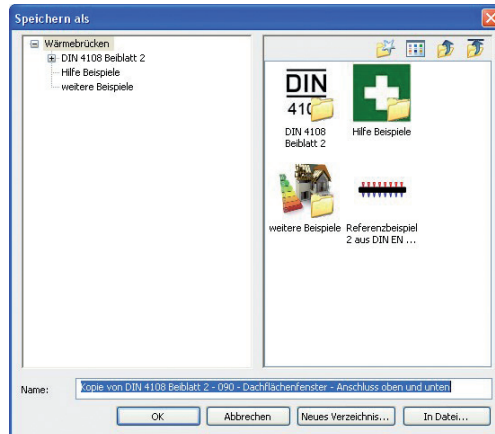 Speichern als
Wärmebrücken
DIN 4108 Beiblatt 2
Hilfe Beispiele
weitere Beispiele
DIN
410
DIN 4108
Beiblatt 2
Hilfe Beispiele
weitere Beispiele
Referenzbeispiel
2 aus DIN EN ...
Name:
Kopie von DIN 4108 Beiblatt 2 - 090 - Dachflächenfenster - Anschluss oben und unten
OK
Abbrechen
Neues Verzeichnis...
In Datei...